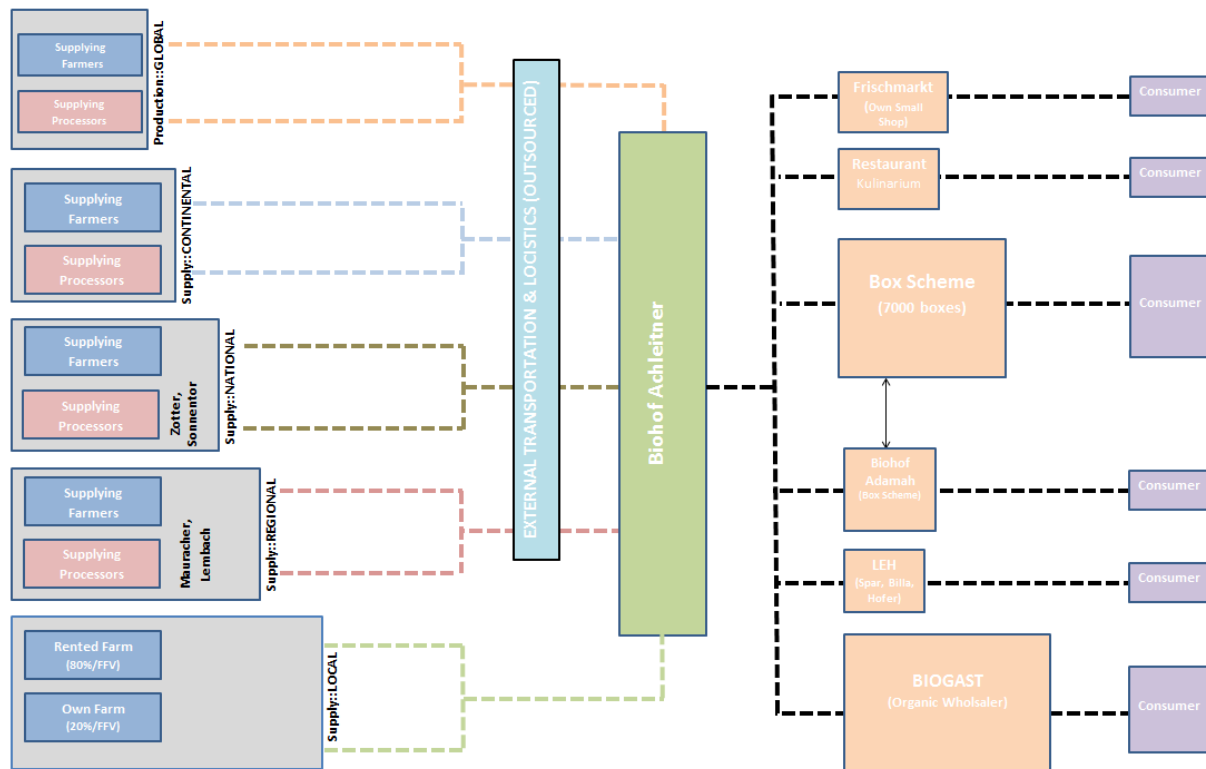 Supplying
Farmers
Supplying
Processors
Production::GLOBAL
Supplying
Farmers
Supplying
Processors
Supply::CONTINENTAL
Supplying
Farmers
Supplying
Processors
Zotter,
Sonnentor
Supply::NATIONAL
Supplying
Farmers
Supplying
Processors
Mauracher,
Lembach
Supply::REGIONAL
Rented Farm
(80%/FFV)
Own Farm
(20%/FFV)
Supply::LOCAL
EXTERNAL TRANSPORTATION & LOCISTICS (OUTSOURCED)
Biohof Achleitner
Frischmarkt
(Own Small
Shop)
Consumer
Restaurant
Kulinarium
Consumer
Box Scheme
(7000 boxes)
Consumer
Biohof
Adamah
(Box Scheme)
Consumer
LEH
(Spar, Billa,
Hofer)
Consumer
BIOGAST
(Organic Wholsaler)
Consumer